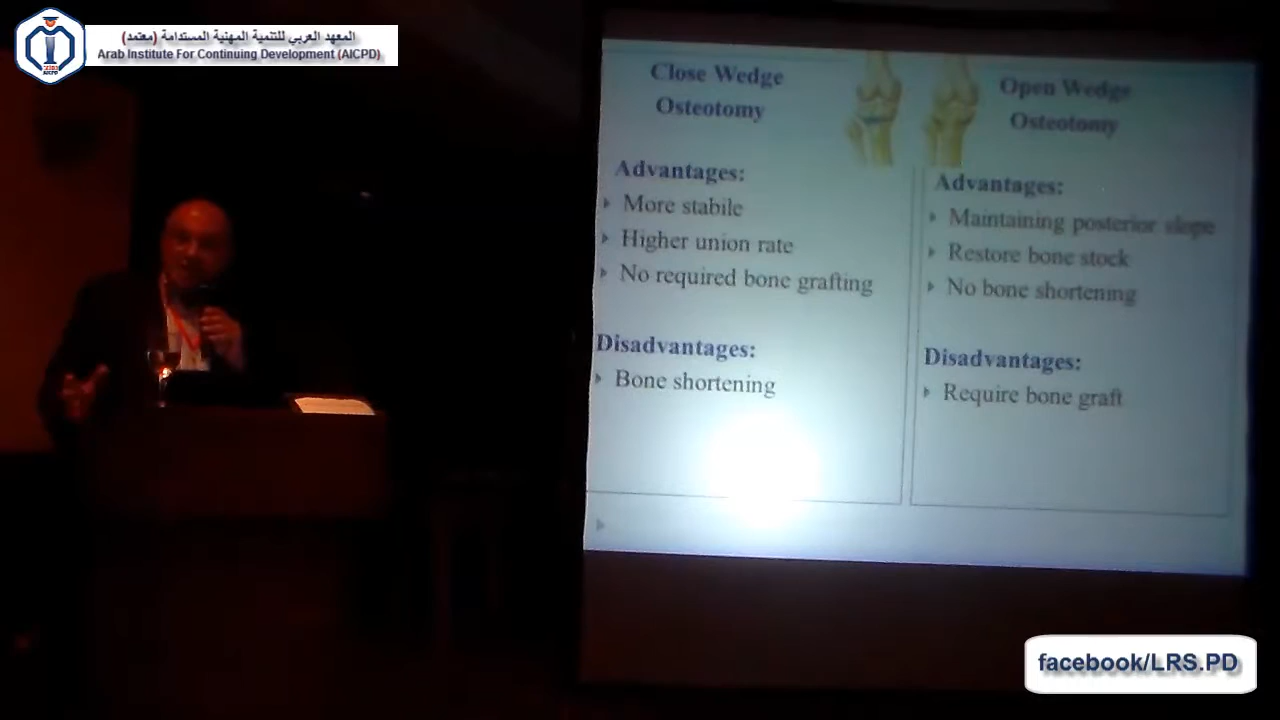 المعهد العربي للتنمية المهنية المستدامة (معتمد)
Arab Institute For Continuing Development (AICPD)
AICPD
Close Wedge
Osteotomy
Advantages:
More stabile
Higher union rate
No required bone grafting
Disadvantages:
Bone shortening
Open Wedge
Osteotomy
Advantages:
Maintaining posterior slope
Restore bone stock
No bone shortening
Disadvantages:
Require bone graft
facebook/LRS.PD